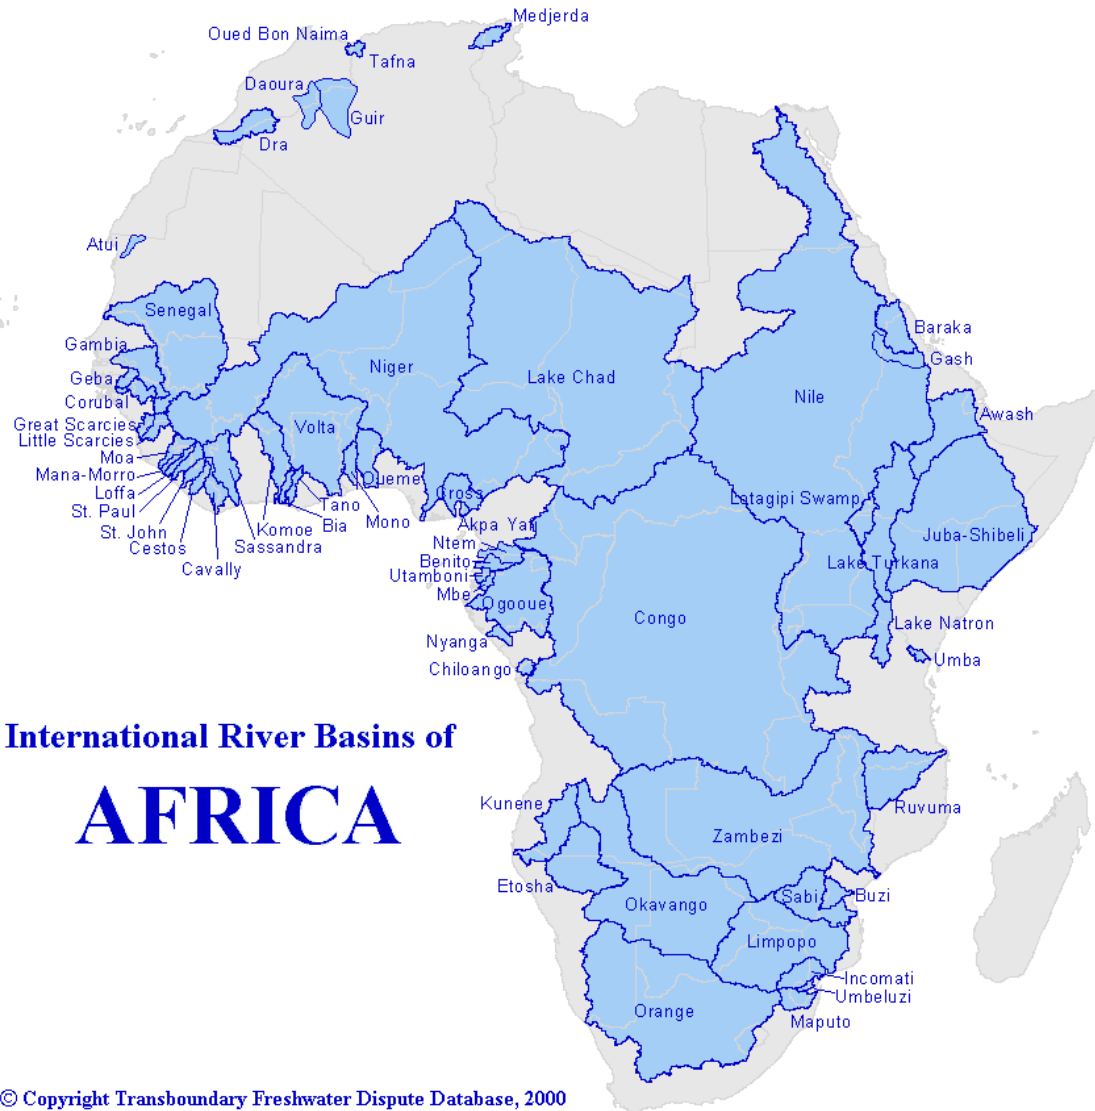 Medjerda
Oued Bon Naima
Tafna
Daoura
Guir
Dra
Atui
Senegal
Gambia
Geba
Corubal
Great Scarcies
Little Scarcies
Moa
Mana-Morro
Loffa
St. Paul
St. John
Cestos
Cavally
Sassandra
Komoe
Bia
Tano
Mono
Oueme
Volta
Niger
Lake Chad
Nile
Baraka
Gash
Awash
Cross
Akpa Yafi
Ntem
Benito
Utamboni
Mbe
Ogooue
Nyanga
Chiloango
Congo
Latagipi Swamp
Juba-Shibeli
Lake Turkana
Lake Natron
Umba
International River Basins of
AFRICA
Ruvuma
Kunene
Zambezi
Etosha
Okavango
Sabi
Buzi
Limpopo
Incomati
Umbeluzi
Orange
Maputo
© Copyright Transboundary Freshwater Dispute Database, 2000